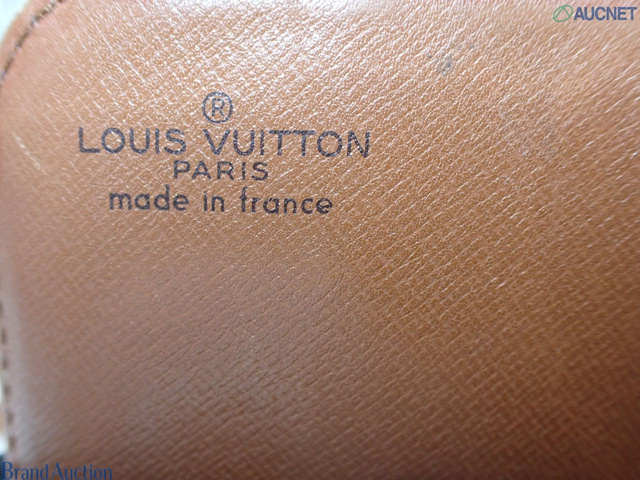 AUCNET
®
LOUIS VUITTON
PARIS
made in france
Brand Auction